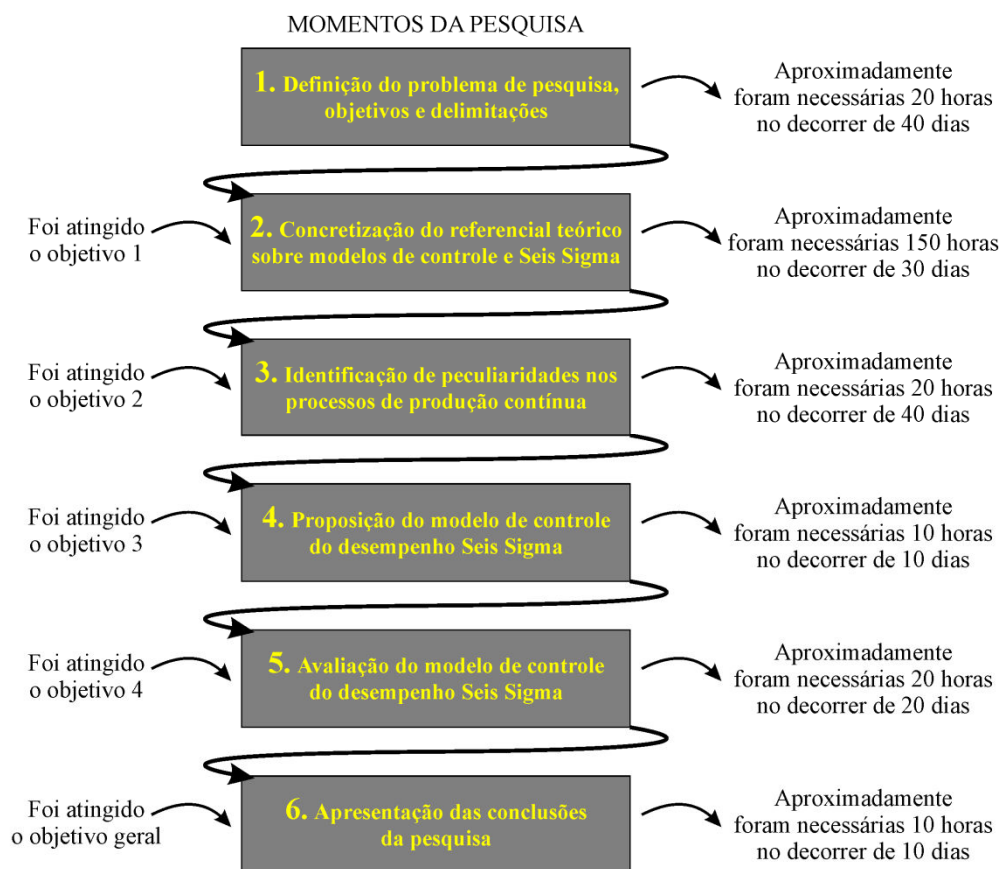 MOMENTOS DA PESQUISA
1. Definição do problema de pesquisa,
objetivos e delimitações
Aproximadamente
foram necessárias 20 horas
no decorrer de 40 dias
Foi atingido
o objetivo 1
2. Concretização do referencial teórico
sobre modelos de controle e Seis Sigma
Aproximadamente
foram necessárias 150 horas
no decorrer de 30 dias
Foi atingido
o objetivo 2
3. Identificação de peculiaridades nos
processos de produção contínua
Aproximadamente
foram necessárias 20 horas
no decorrer de 40 dias
Foi atingido
o objetivo 3
4. Proposição do modelo de controle
do desempenho Seis Sigma
Aproximadamente
foram necessárias 10 horas
no decorrer de 10 dias
Foi atingido
o objetivo 4
5. Avaliação do modelo de controle
do desempenho Seis Sigma
Aproximadamente
foram necessárias 20 horas
no decorrer de 20 dias
Foi atingido
o objetivo geral
6. Apresentação das conclusões
da pesquisa
Aproximadamente
foram necessárias 10 horas
no decorrer de 10 dias